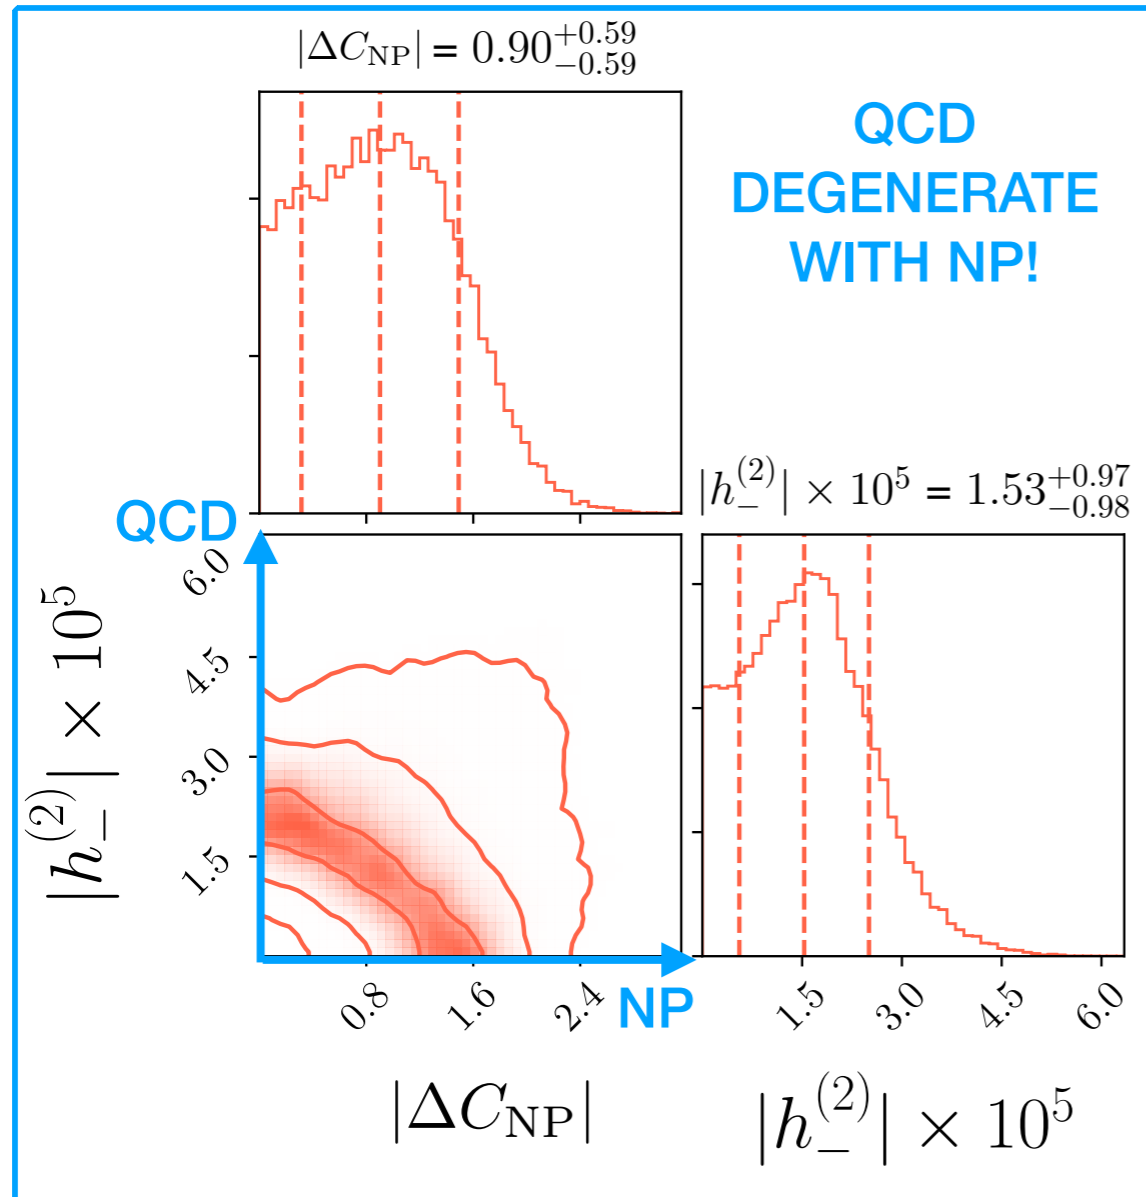 |ΔC_NP| = 0.90^{+0.59}_{-0.59}
QCD
DEGENERATE
WITH NP!
|h_-^{(2)}| × 10^5 = 1.53^{+0.97}_{-0.98}
QCD
6.0
4.5
3.0
1.5
|h_-^{(2)}| × 10^5
0.8
1.6
2.4
NP
1.5
3.0
4.5
6.0
|ΔC_NP|
|h_-^{(2)}| × 10^5